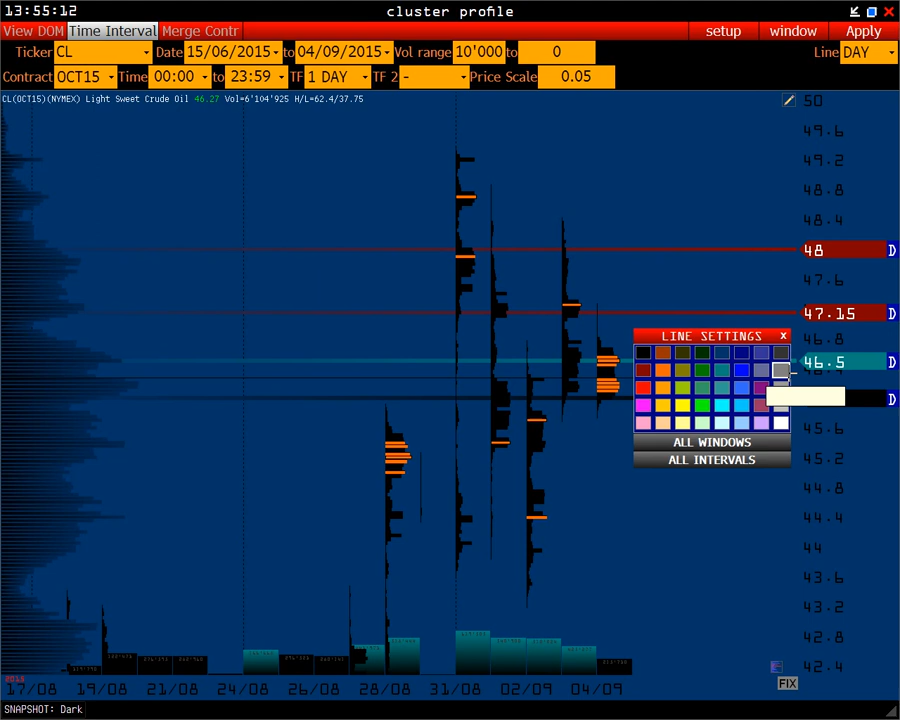 13:55:12 cluster profile
View DOM Time Interval Merge Contr setup window Apply
Ticker CL Date 15/06/2015 to 04/09/2015 Vol range 10'000 to 0 Line DAY
Contract OCT15 Time 00:00 to 23:59 TF 1 DAY TF 2 - Price Scale 0.05
CL(OCT15)(NYMEX) Light Sweet Crude Oil 46.27 Vol=6'104'925 H/L=62.4/37.75
50
49.6
49.2
48.8
48.4
48 D
47.6
47.15 D
46.8
LINE SETTINGS x
46.5 D
D
45.6
ALL WINDOWS
45.2
ALL INTERVALS
44.8
44.4
44
43.6
43.2
42.8
42.4
2015
17/08 19/08 21/08 24/08 26/08 28/08 31/08 02/09 04/09 FIX
SNAPSHOT: Dark